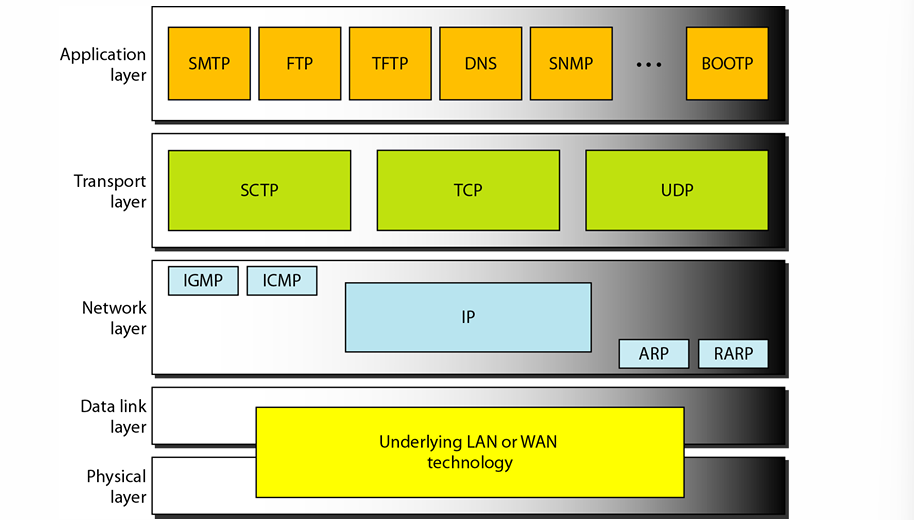 Application
layer
SMTP
FTP
TFTP
DNS
SNMP
...
BOOTP
Transport
layer
SCTP
TCP
UDP
Network
layer
IGMP
ICMP
IP
ARP
RARP
Data link
layer
Underlying LAN or WAN
technology
Physical
layer